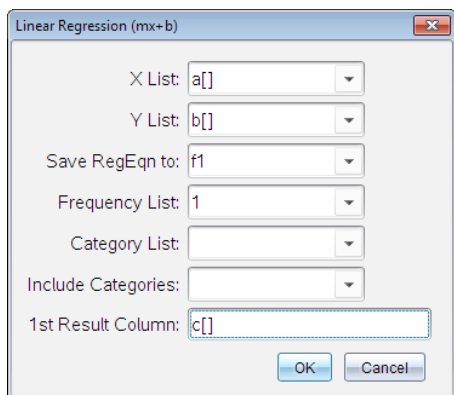 Linear Regression (mx+b)
X List: a[]
Y List: b[]
Save RegEqn to: f1
Frequency List: 1
Category List:
Include Categories:
1st Result Column: c[]
OK Cancel